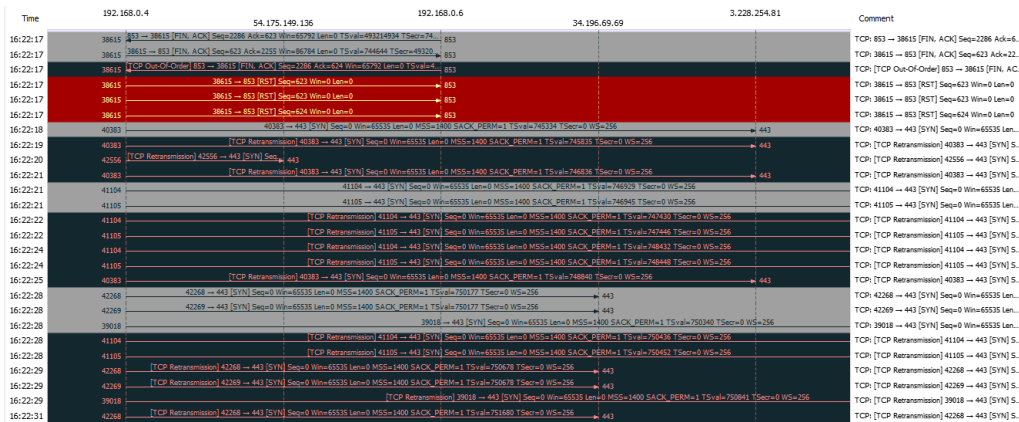 Time 192.168.0.4 54.175.149.136 192.168.0.6 34.196.69.69 3.228.254.81 Comment
16:22:17 38615 853 → 38615 [FIN, ACK] Seq=2286 Ack=623 Win=65792 Len=0 TSval=493214934 TSecr=74... 853 TCP: 853 → 38615 [FIN, ACK] Seq=2286 Ack=6..
16:22:17 38615 38615 → 853 [FIN, ACK] Seq=623 Ack=2255 Win=86784 Len=0 TSval=744644 TSecr=49320... 853 TCP: 38615 → 853 [FIN, ACK] Seq=623 Ack=22..
16:22:17 38615 [TCP Out-Of-Order] 853 → 38615 [FIN, ACK] Seq=2286 Ack=624 Win=65792 Len=0 TSval=4... 853 TCP: [TCP Out-Of-Order] 853 → 38615 [FIN, AC..
16:22:17 38615 38615 → 853 [RST] Seq=623 Win=0 Len=0 853 TCP: 38615 → 853 [RST] Seq=623 Win=0 Len=0
16:22:17 38615 38615 → 853 [RST] Seq=623 Win=0 Len=0 853 TCP: 38615 → 853 [RST] Seq=623 Win=0 Len=0
16:22:17 38615 38615 → 853 [RST] Seq=624 Win=0 Len=0 853 TCP: 38615 → 853 [RST] Seq=624 Win=0 Len=0
16:22:18 40383 40383 → 443 [SYN] Seq=0 Win=65535 Len=0 MSS=1400 SACK_PERM=1 TSval=745334 TSecr=0 WS=256 443 TCP: 40383 → 443 [SYN] Seq=0 Win=65535 Len...
16:22:19 40383 [TCP Retransmission] 40383 → 443 [SYN] Seq=0 Win=65535 Len=0 MSS=1400 SACK_PERM=1 TSval=745835 TSecr=0 WS=256 443 TCP: [TCP Retransmission] 40383 → 443 [SYN] S..
16:22:20 42556 [TCP Retransmission] 42556 → 443 [SYN] Seq... 443 TCP: [TCP Retransmission] 42556 → 443 [SYN] S..
16:22:21 40383 [TCP Retransmission] 40383 → 443 [SYN] Seq=0 Win=65535 Len=0 MSS=1400 SACK_PERM=1 TSval=746836 TSecr=0 WS=256 443 TCP: [TCP Retransmission] 40383 → 443 [SYN] S..
16:22:21 41104 41104 → 443 [SYN] Seq=0 Win=65535 Len=0 MSS=1400 SACK_PERM=1 TSval=746929 TSecr=0 WS=256 TCP: 41104 → 443 [SYN] Seq=0 Win=65535 Len...
16:22:21 41105 41105 → 443 [SYN] Seq=0 Win=65535 Len=0 MSS=1400 SACK_PERM=1 TSval=746945 TSecr=0 WS=256 TCP: 41105 → 443 [SYN] Seq=0 Win=65535 Len...
16:22:22 41104 [TCP Retransmission] 41104 → 443 [SYN] Seq=0 Win=65535 Len=0 MSS=1400 SACK_PERM=1 TSval=747430 TSecr=0 WS=256 TCP: [TCP Retransmission] 41104 → 443 [SYN] S..
16:22:22 41105 [TCP Retransmission] 41105 → 443 [SYN] Seq=0 Win=65535 Len=0 MSS=1400 SACK_PERM=1 TSval=747446 TSecr=0 WS=256 TCP: [TCP Retransmission] 41105 → 443 [SYN] S..
16:22:24 41104 [TCP Retransmission] 41104 → 443 [SYN] Seq=0 Win=65535 Len=0 MSS=1400 SACK_PERM=1 TSval=748432 TSecr=0 WS=256 TCP: [TCP Retransmission] 41104 → 443 [SYN] S..
16:22:24 41105 [TCP Retransmission] 41105 → 443 [SYN] Seq=0 Win=65535 Len=0 MSS=1400 SACK_PERM=1 TSval=748448 TSecr=0 WS=256 TCP: [TCP Retransmission] 41105 → 443 [SYN] S..
16:22:25 40383 [TCP Retransmission] 40383 → 443 [SYN] Seq=0 Win=65535 Len=0 MSS=1400 SACK_PERM=1 TSval=748840 TSecr=0 WS=256 443 TCP: [TCP Retransmission] 40383 → 443 [SYN] S..
16:22:28 42268 42268 → 443 [SYN] Seq=0 Win=65535 Len=0 MSS=1400 SACK_PERM=1 TSval=750177 TSecr=0 WS=256 443 TCP: 42268 → 443 [SYN] Seq=0 Win=65535 Len...
16:22:28 42269 42269 → 443 [SYN] Seq=0 Win=65535 Len=0 MSS=1400 SACK_PERM=1 TSval=750177 TSecr=0 WS=256 443 TCP: 42269 → 443 [SYN] Seq=0 Win=65535 Len...
16:22:28 39018 39018 → 443 [SYN] Seq=0 Win=65535 Len=0 MSS=1400 SACK_PERM=1 TSval=750340 TSecr=0 WS=256 TCP: 39018 → 443 [SYN] Seq=0 Win=65535 Len...
16:22:28 41104 [TCP Retransmission] 41104 → 443 [SYN] Seq=0 Win=65535 Len=0 MSS=1400 SACK_PERM=1 TSval=750436 TSecr=0 WS=256 TCP: [TCP Retransmission] 41104 → 443 [SYN] S..
16:22:28 41105 [TCP Retransmission] 41105 → 443 [SYN] Seq=0 Win=65535 Len=0 MSS=1400 SACK_PERM=1 TSval=750452 TSecr=0 WS=256 TCP: [TCP Retransmission] 41105 → 443 [SYN] S..
16:22:29 42268 [TCP Retransmission] 42268 → 443 [SYN] Seq=0 Win=65535 Len=0 MSS=1400 SACK_PERM=1 TSval=750678 TSecr=0 WS=256 443 TCP: [TCP Retransmission] 42268 → 443 [SYN] S..
16:22:29 42269 [TCP Retransmission] 42269 → 443 [SYN] Seq=0 Win=65535 Len=0 MSS=1400 SACK_PERM=1 TSval=750678 TSecr=0 WS=256 443 TCP: [TCP Retransmission] 42269 → 443 [SYN] S..
16:22:29 39018 [TCP Retransmission] 39018 → 443 [SYN] Seq=0 Win=65535 Len=0 MSS=1400 SACK_PERM=1 TSval=750841 TSecr=0 WS=256 TCP: [TCP Retransmission] 39018 → 443 [SYN] S..
16:22:31 42268 [TCP Retransmission] 42268 → 443 [SYN] Seq=0 Win=65535 Len=0 MSS=1400 SACK_PERM=1 TSval=751680 TSecr=0 WS=256 443 TCP: [TCP Retransmission] 42268 → 443 [SYN] S..